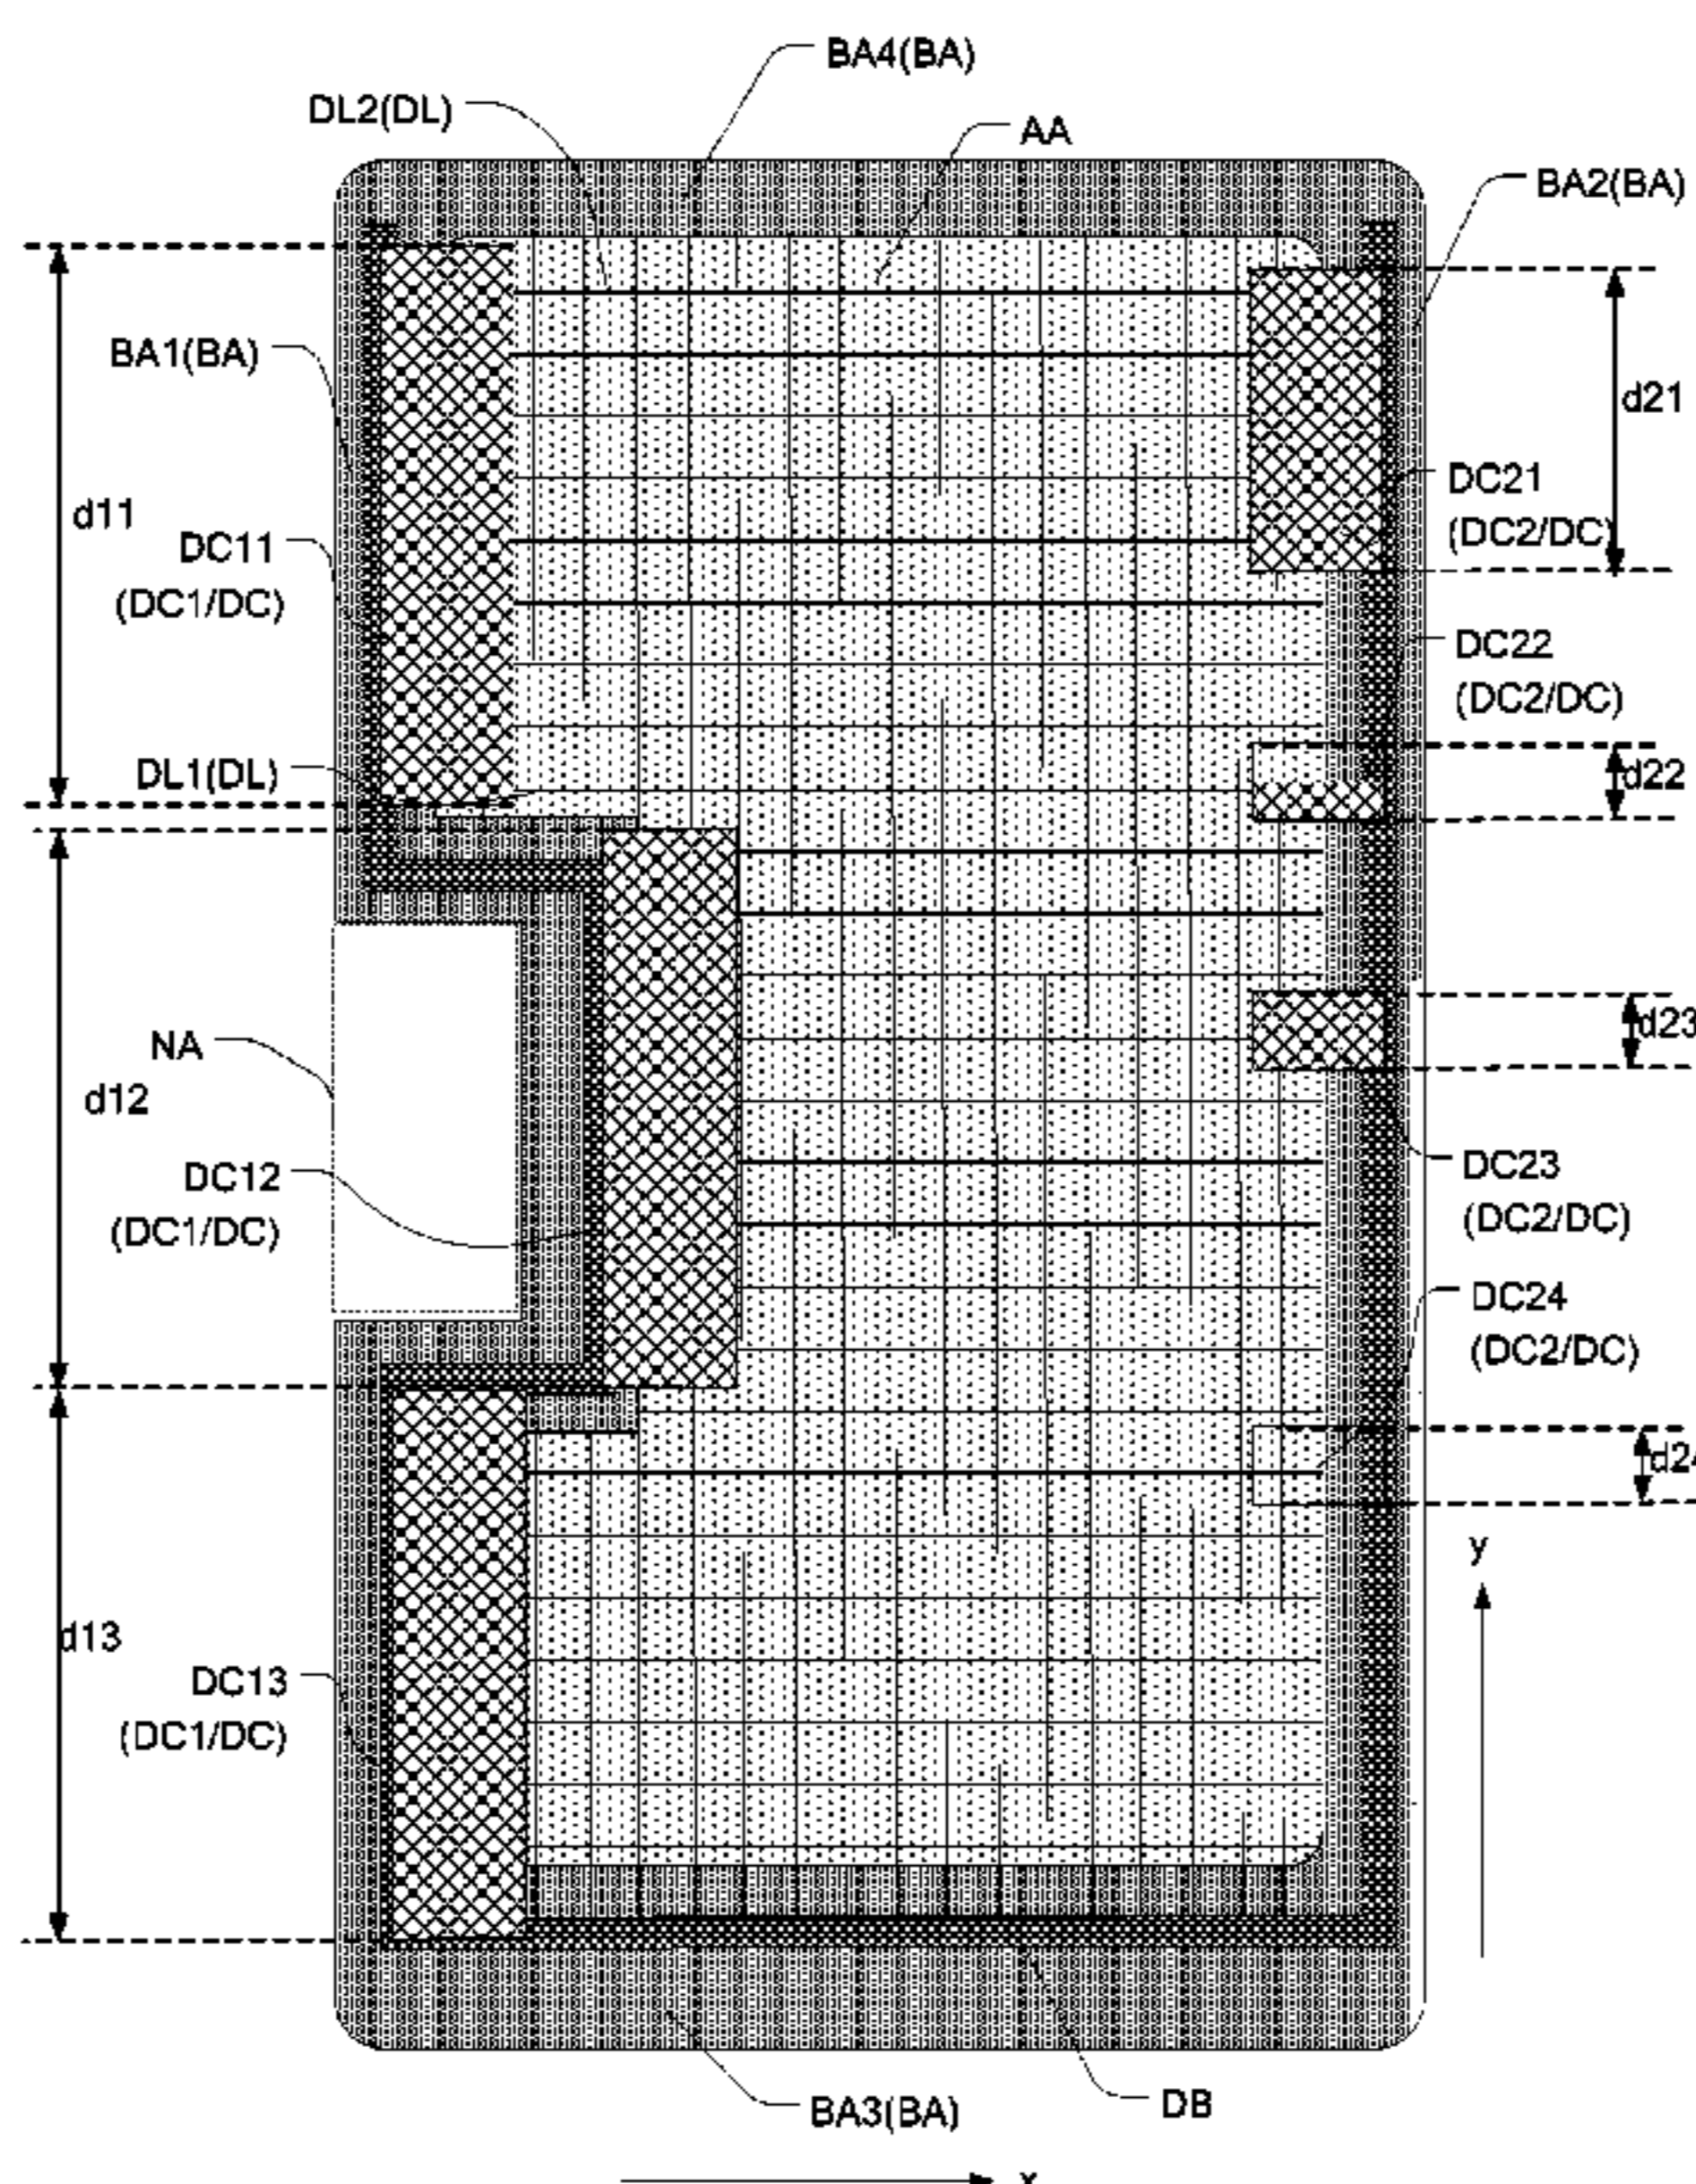 BA4(BA)
DL2(DL)
AA
BA2(BA)
BA1(BA)
d21
DC21
(DC2/DC)
d11
DC11
(DC1/DC)
DC22
(DC2/DC)
DL1(DL)
d22
d23
NA
d12
DC23
(DC2/DC)
DC12
(DC1/DC)
DC24
(DC2/DC)
d24
y
d13
DC13
(DC1/DC)
BA3(BA)
DB
x